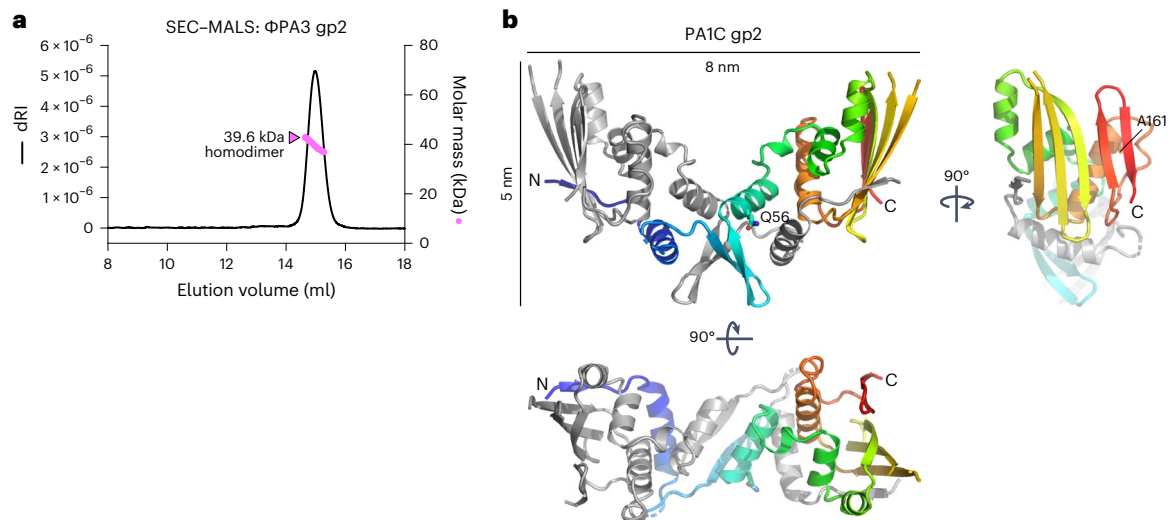 a
SEC–MALS: ΦPA3 gp2
6 × 10⁻⁶
5 × 10⁻⁶
4 × 10⁻⁶
3 × 10⁻⁶
2 × 10⁻⁶
1 × 10⁻⁶
0
— dRI
39.6 kDa
homodimer
80
60
40
20
0
Molar mass (kDa)
8
10
12
14
16
18
Elution volume (ml)
b
PA1C gp2
8 nm
5 nm
N
Q56
C
90°
A161
C
90°
N
C